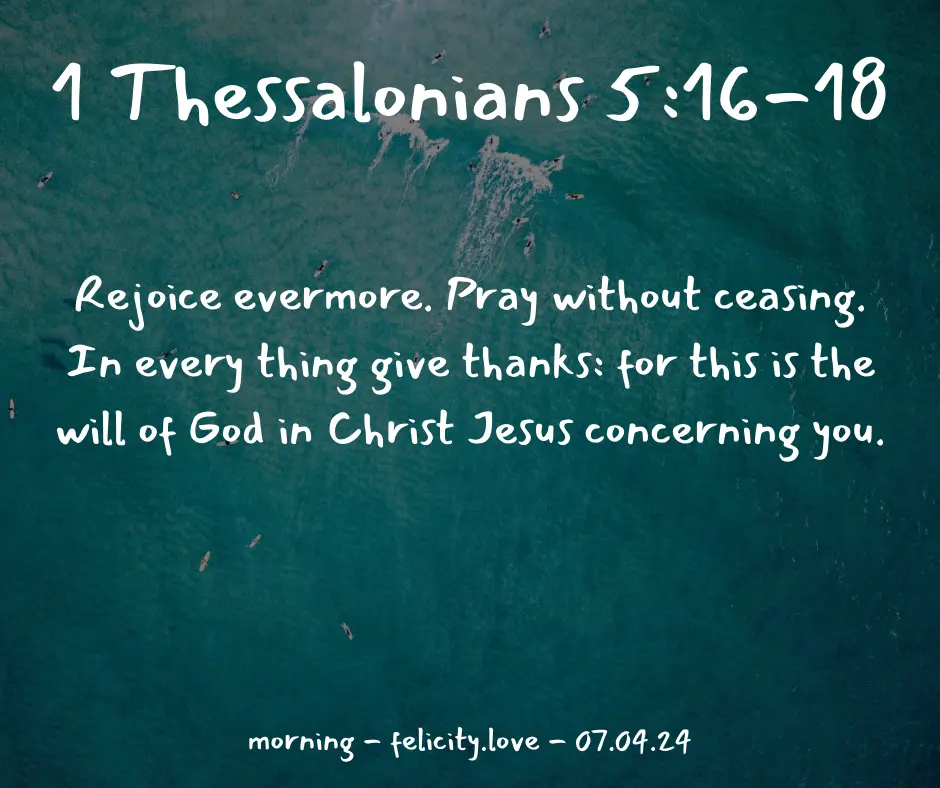 1 Thessalonians 5:16-18
Rejoice evermore. Pray without ceasing.
In every thing give thanks: for this is the
will of God in Christ Jesus concerning you.
morning - felicity.love - 07.04.24